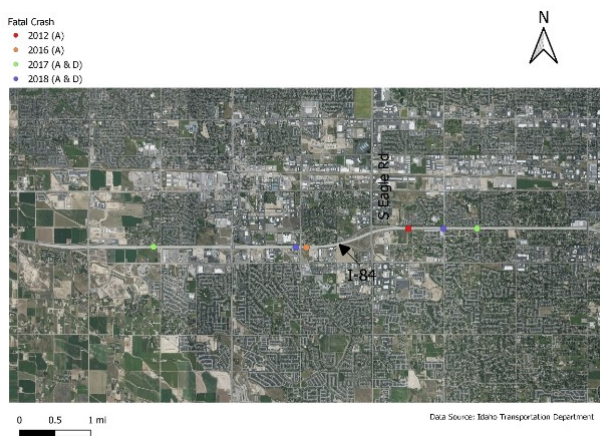 Fatal Crash
2012 (A)
2016 (A)
2017 (A & D)
2018 (A & D)
N
S Eagle Rd
I-84
0 0.5 1 mi
Data Source: Idaho Transportation Department